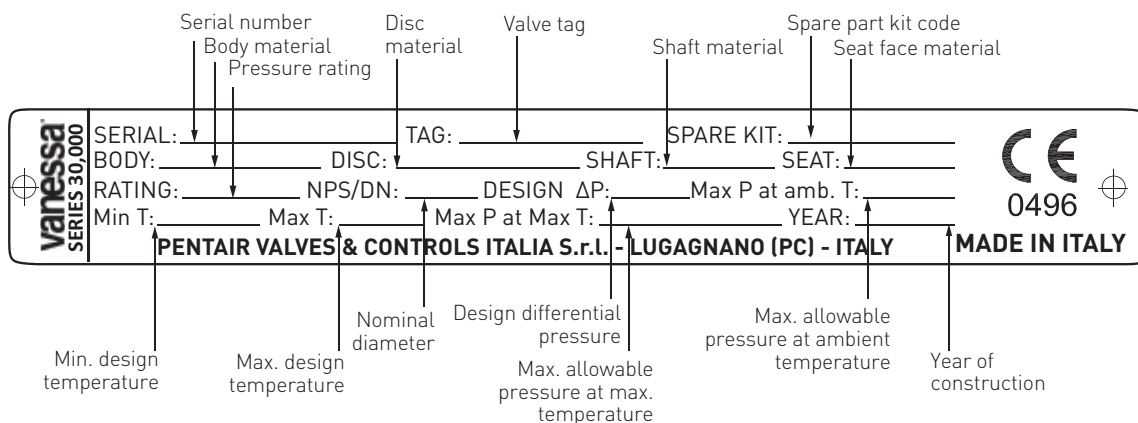 Serial number
Body material
Pressure rating
Disc
material
Valve tag
Shaft material
Spare part kit code
Seat face material
vanessa®
SERIES 30,000
SERIAL: TAG: SPARE KIT:
BODY: DISC: SHAFT: SEAT:
RATING: NPS/DN: DESIGN ΔP: Max P at amb. T:
Min T: Max T: Max P at Max T: YEAR:
PENTAIR VALVES & CONTROLS ITALIA S.r.l. - LUGAGNANO (PC) - ITALY
CE
0496
MADE IN ITALY
Min. design
temperature
Max. design
temperature
Nominal
diameter
Design differential
pressure
Max. allowable
pressure at max.
temperature
Max. allowable
pressure at ambient
temperature
Year of
construction